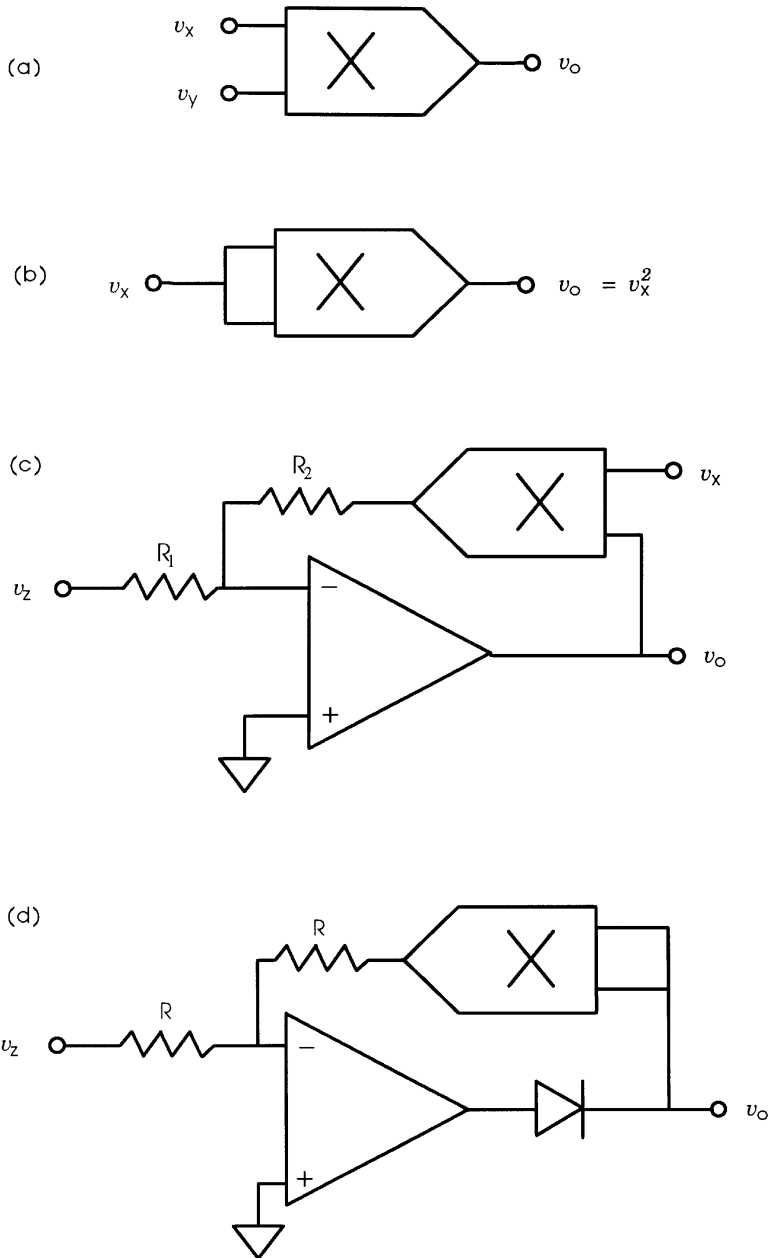 (a)
vx
vy
vo
(b)
vx
vo = vx²
(c)
R2
vx
R1
vz
−
+
vo
(d)
R
R
vz
−
+
vo